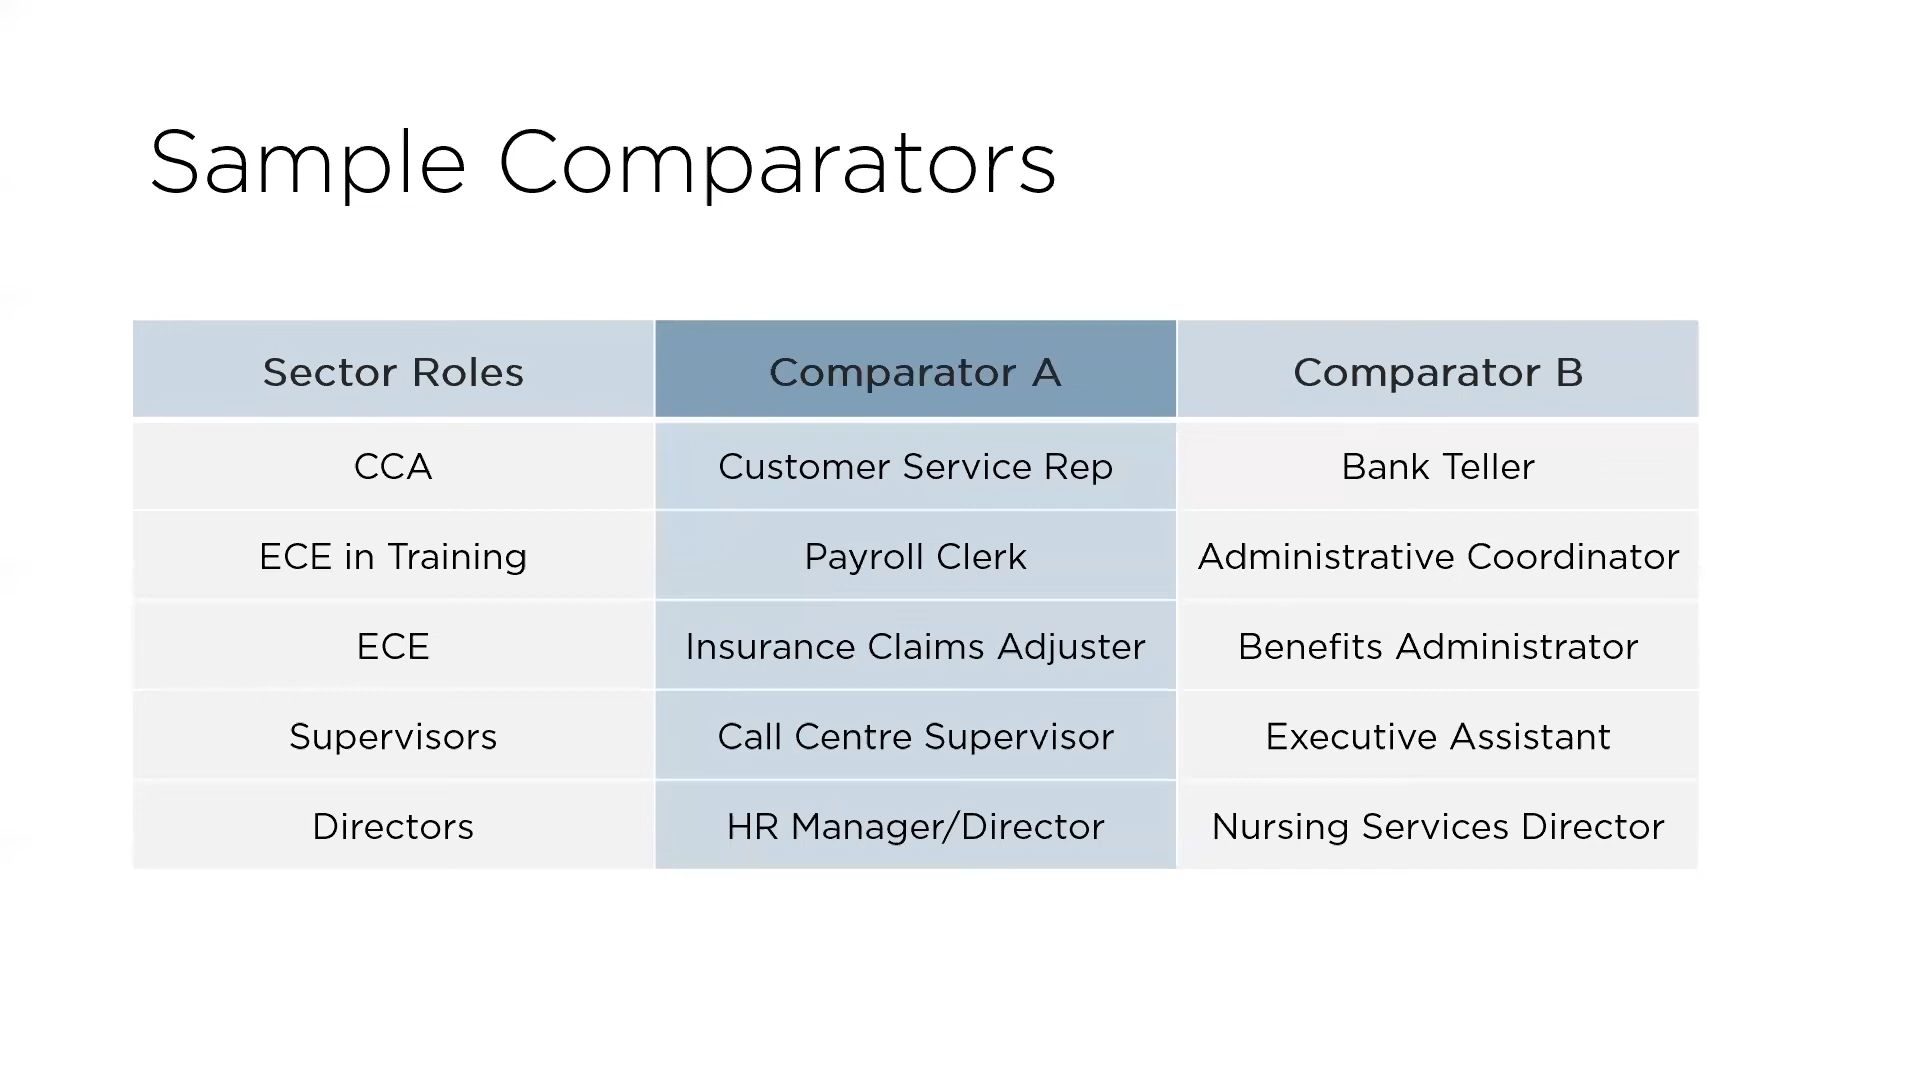 Sample Comparators
Sector Roles Comparator A Comparator B
CCA Customer Service Rep Bank Teller
ECE in Training Payroll Clerk Administrative Coordinator
ECE Insurance Claims Adjuster Benefits Administrator
Supervisors Call Centre Supervisor Executive Assistant
Directors HR Manager/Director Nursing Services Director